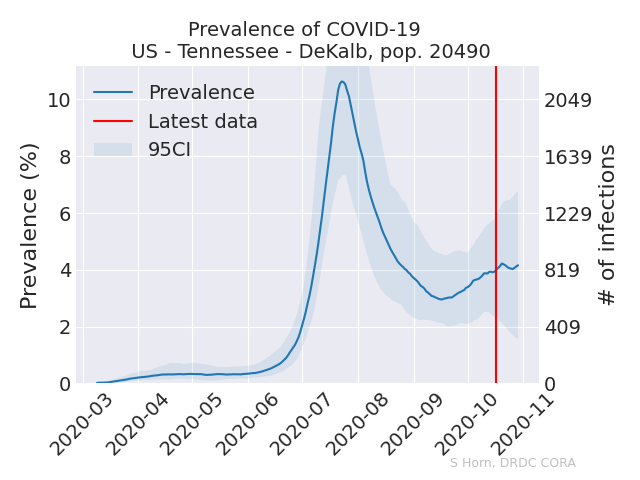 Prevalence of COVID-19
US - Tennessee - DeKalb, pop. 20490
Prevalence
Latest data
95CI
Prevalence (%)
10
8
6
4
2
0
2049
1639
1229
819
409
0
# of infections
2020-03
2020-04
2020-05
2020-06
2020-07
2020-08
2020-09
2020-10
2020-11
S Horn, DRDC CORA